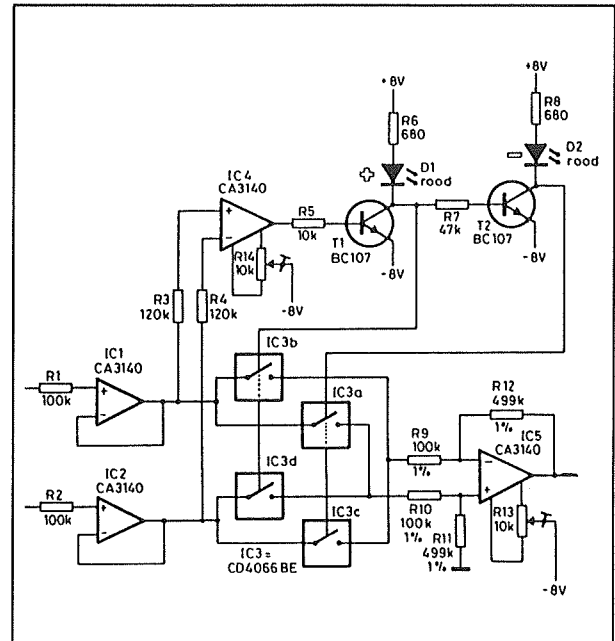 +8V
R8
680
+8V
R6
680
D2
rood
D1
rood
IC4
CA3140
R5
10k
R7
47k
T2
BC107
-8V
T1
BC107
-8V
R14
10k
-8V
R3
120k
R4
120k
IC1
CA3140
R1
100k
IC3b
IC3a
IC2
CA3140
R2
100k
IC3d
IC3c
IC3 =
CD4066BE
R12
499k
1%
R9
100k
1%
IC5
CA3140
R10
100k
1%
R11
499k
1%
R13
10k
-8V